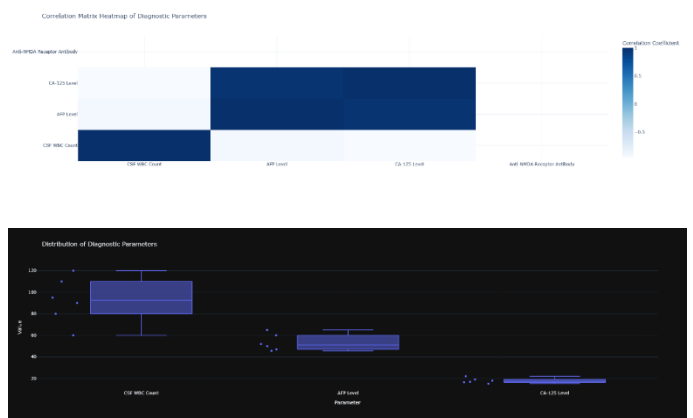 Correlation Matrix Heatmap of Diagnostic Parameters
Correlation Coefficient
Anti-NMDA Receptor Antibody
CA-125 Level
AFP Level
CSF WBC Count
1
0.5
0
−0.5
CSF WBC Count
AFP Level
CA-125 Level
Anti-NMDA Receptor Antibody
Distribution of Diagnostic Parameters
120
100
80
60
40
20
Value
CSF WBC Count
AFP Level
CA-125 Level
Parameter